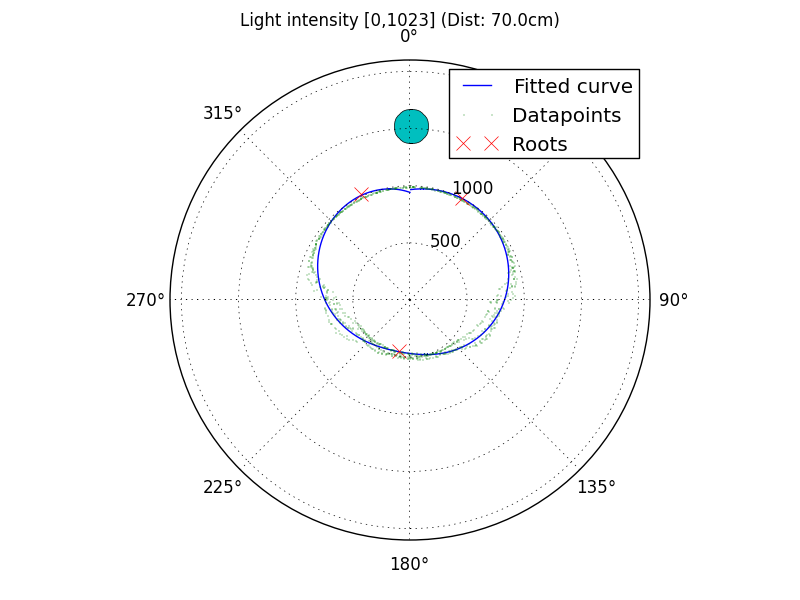 Light intensity [0,1023] (Dist: 70.0cm)
0°
Fitted curve
315°
Datapoints
Roots
1000
500
270°
90°
225°
135°
180°